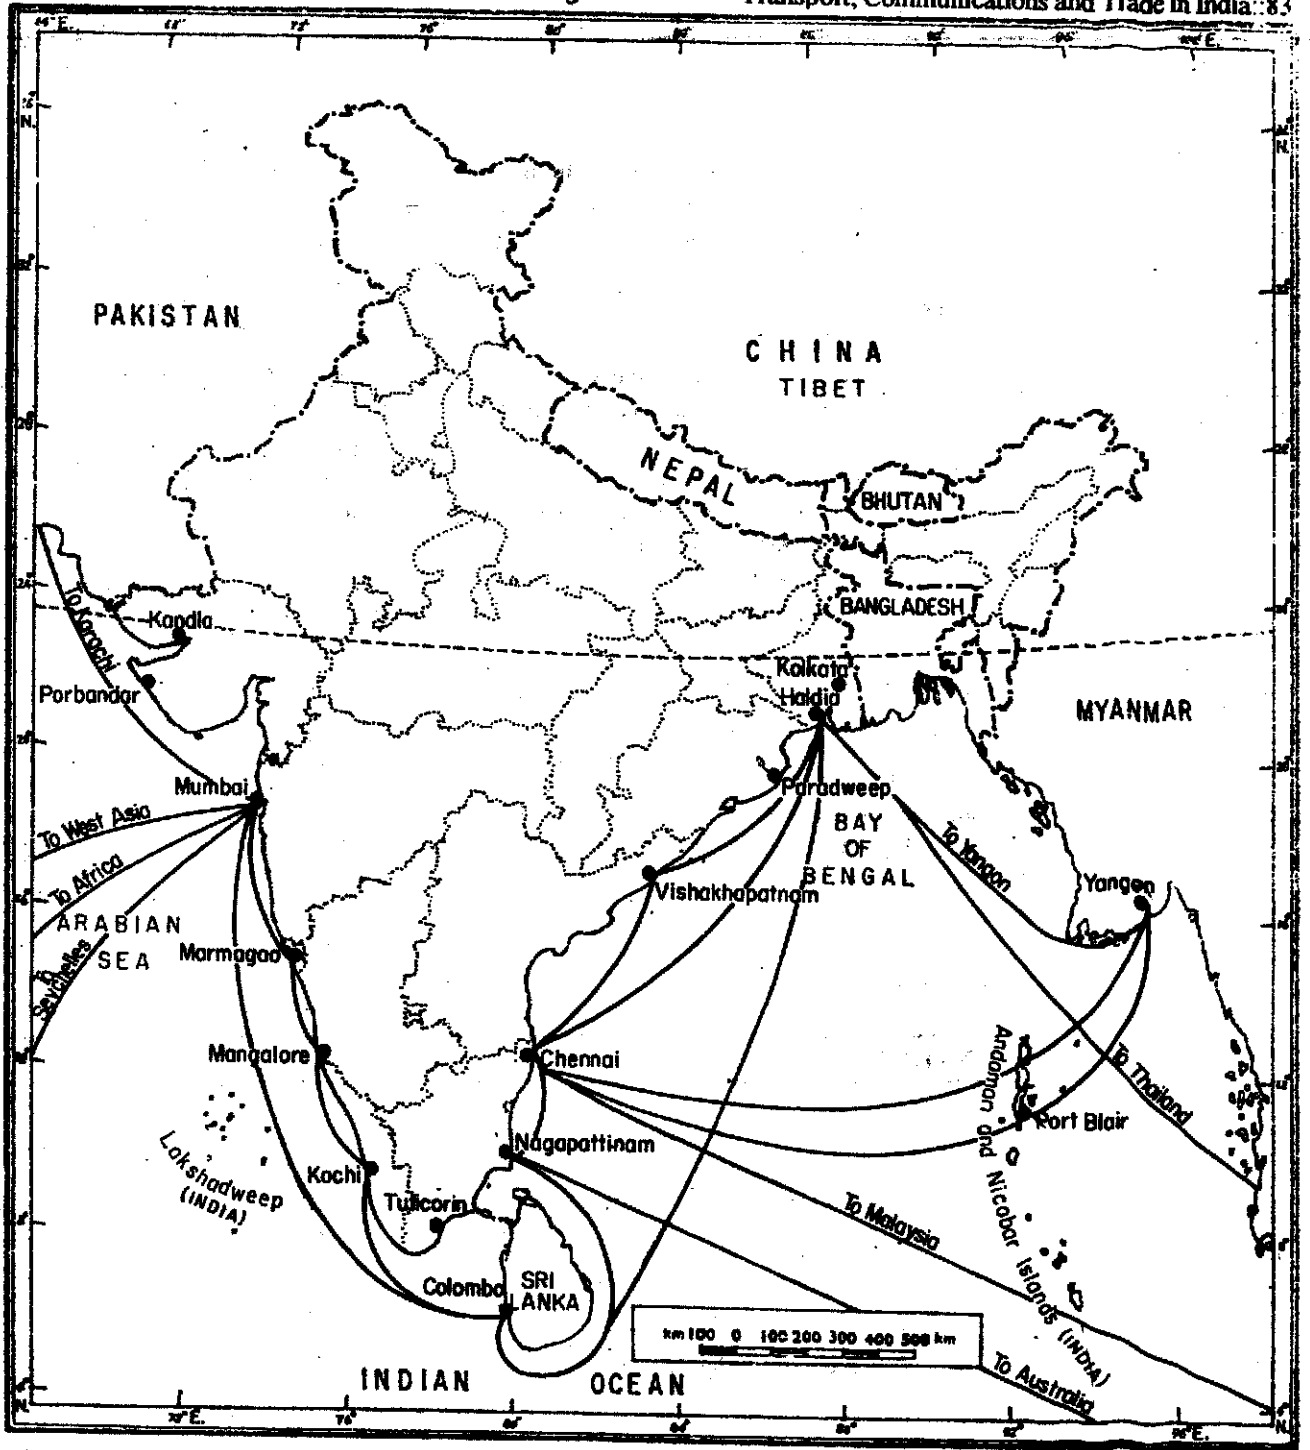 Transport, Communications and Trade in India::83
PAKISTAN
CHINA
TIBET
NEPAL
BHUTAN
BANGLADESH
To Karachi
Kandla
Porbandar
Kolkata
Haldia
MYANMAR
Mumbai
Paradweep
To West Asia
BAY
OF
BENGAL
To Yangon
To Africa
Vishakhapatnam
Yangon
ARABIAN
SEA
To
Seychelles
Marmagao
Mangalore
Chennai
To Thailand
Port Blair
Andaman and Nicobar Islands (INDIA)
Nagapattinam
Lakshadweep
(INDIA)
Kochi
Tuticorin
To Malaysia
Colombo
SRI
LANKA
km 100 0 100 200 300 400 500 km
To Australia
INDIAN OCEAN